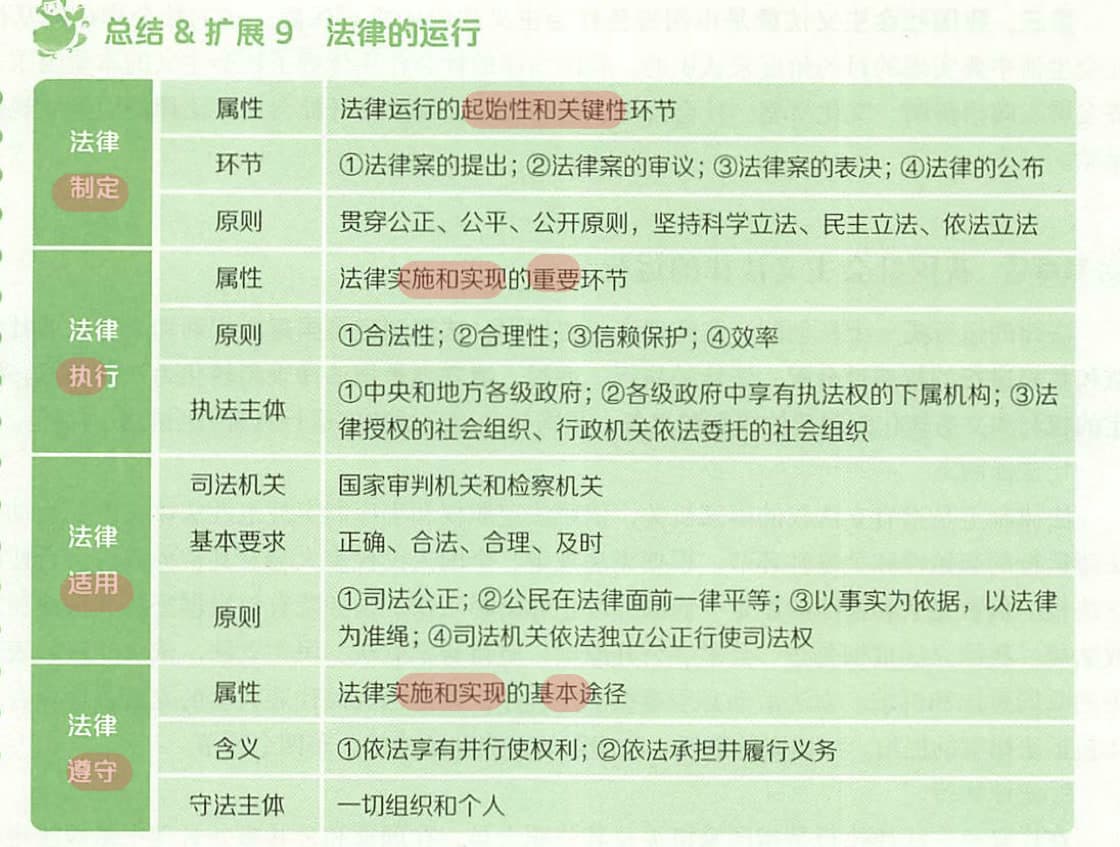 总结 & 扩展 9 法律的运行
法律
制定
属性
法律运行的起始性和关键性环节
环节
①法律案的提出；②法律案的审议；③法律案的表决；④法律的公布
原则
贯穿公正、公平、公开原则，坚持科学立法、民主立法、依法立法
法律
执行
属性
法律实施和实现的重要环节
原则
①合法性；②合理性；③信赖保护；④效率
执法主体
①中央和地方各级政府；②各级政府中享有执法权的下属机构；③法
律授权的社会组织、行政机关依法委托的社会组织
法律
适用
司法机关
国家审判机关和检察机关
基本要求
正确、合法、合理、及时
原则
①司法公正；②公民在法律面前一律平等；③以事实为依据，以法律
为准绳；④司法机关依法独立公正行使司法权
法律
遵守
属性
法律实施和实现的基本途径
含义
①依法享有并行使权利；②依法承担并履行义务
守法主体
一切组织和个人